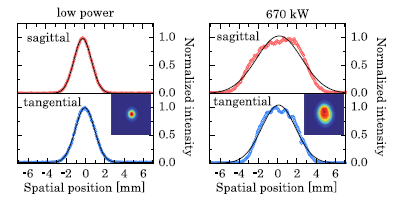 low power
670 kW
sagittal
1.0
0.5
0.0
Normalized intensity
tangential
1.0
0.5
0.0
-6 -4 -2 0 2 4 6
Spatial position [mm]
sagittal
1.0
0.5
0.0
Normalized intensity
tangential
1.0
0.5
0.0
-6 -4 -2 0 2 4 6
Spatial position [mm]